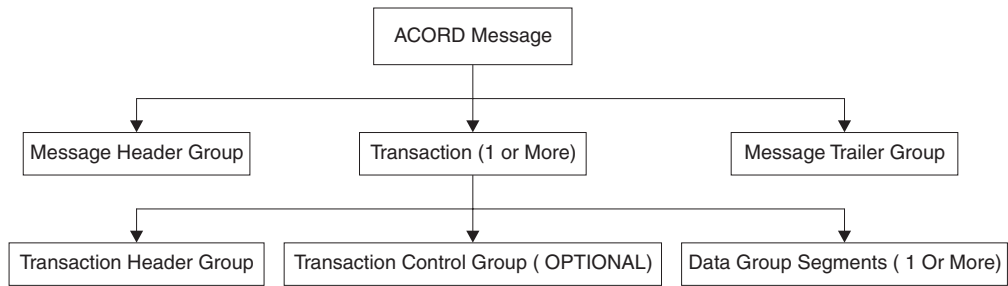 ACORD Message
Message Header Group
Transaction (1 or More)
Message Trailer Group
Transaction Header Group
Transaction Control Group ( OPTIONAL)
Data Group Segments ( 1 Or More)